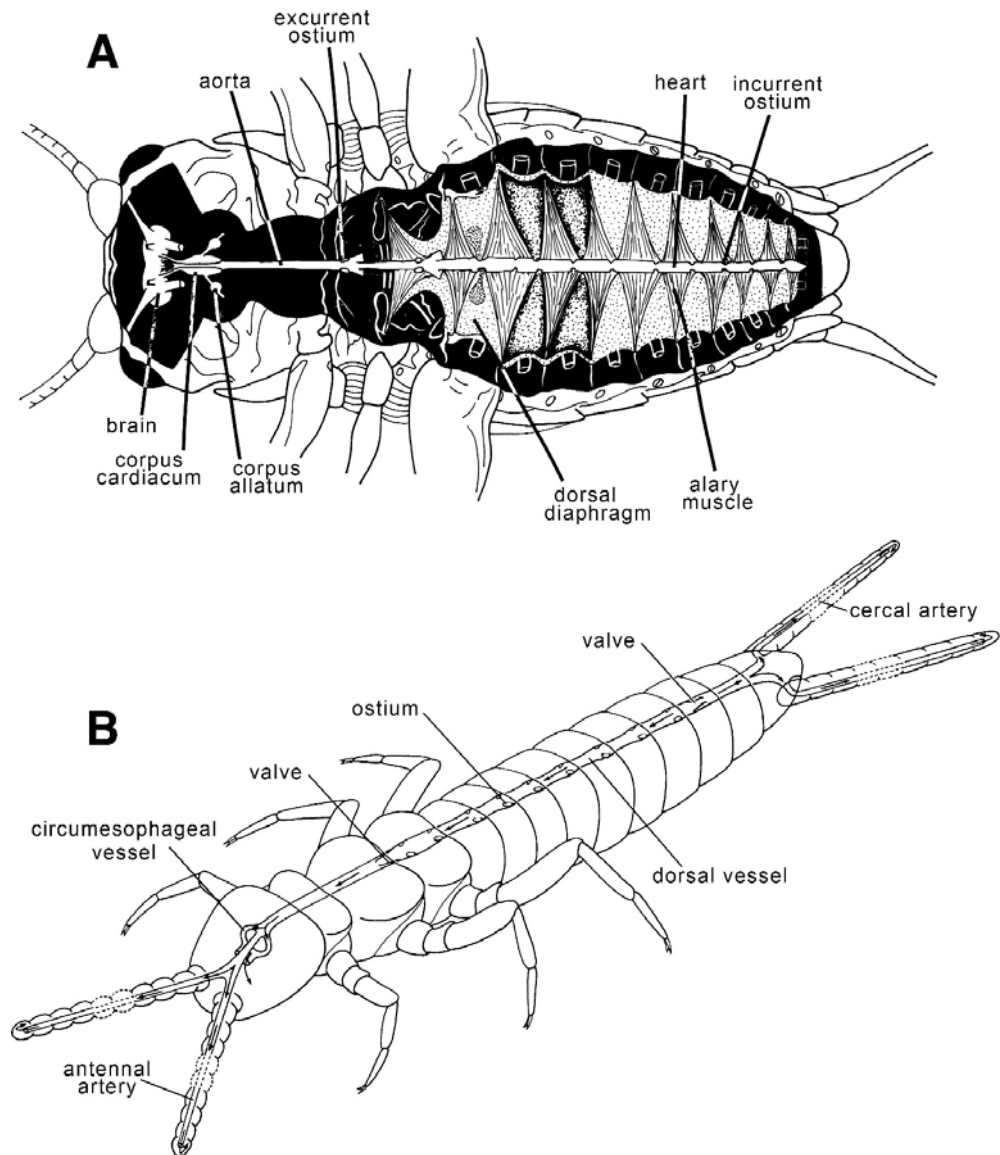 A
excurrent
ostium
aorta
heart
incurrent
ostium
brain
corpus
cardiacum
corpus
allatum
dorsal
diaphragm
alary
muscle
B
cercal artery
valve
ostium
valve
circumesophageal
vessel
dorsal vessel
antennal
artery